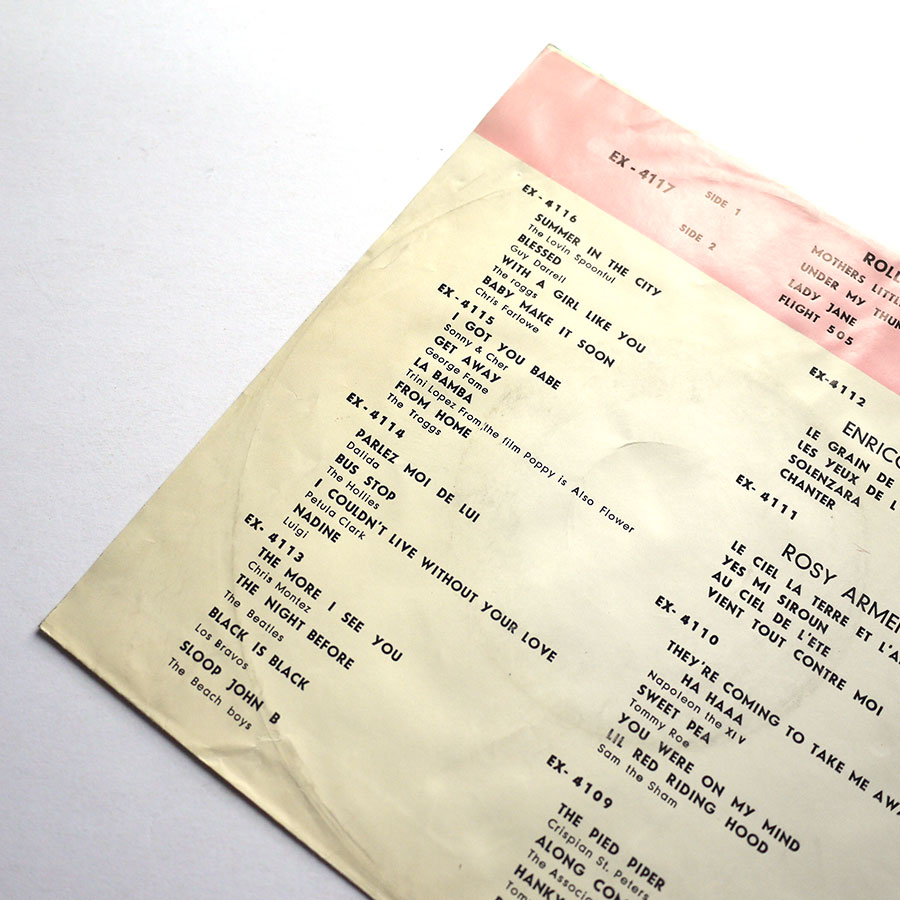 EX-4117
SIDE 1
SIDE 2
MOTHERS
UNDER MY
LADY JANE
FLIGHT 505
EX-4116
SUMMER IN THE CITY
The Lovin Spoonful
BLESSED
Guy Darrell
WITH A GIRL LIKE YOU
The roggs
BABY MAKE IT SOON
Chris Farlowe
EX-4115
I GOT YOU BABE
Sonny & Cher
GET AWAY
George Fame
LA BAMBA
Trini Lopez From, the film Poppy is Also Flower
FROM HOME
The Troggs
EX-4114
PARLEZ MOI DE LUI
Dalida
BUS STOP
The Hollies
I COULDN'T LIVE WITHOUT YOUR LOVE
Petula Clark
NADINE
Luigi
EX-4113
THE MORE I SEE YOU
Chris Montez
THE NIGHT BEFORE
The Beatles
BLACK IS BLACK
Los Bravos
SLOOP JOHN B
The Beach boys
EX-4112
ENRICO
LE GRAIN DE
LES YEUX DE
SOLENZARA
CHANTER
EX-4111
ROSY
LE CIEL LA TERRE ET
YES MI SIROUN
AU CIEL DE L'ETE
VIENT TOUT CONTRE MOI
EX-4110
THEY'RE COMING TO TAKE ME
HA HAAA
Napoleon the XIV
SWEET PEA
Tommy Roe
YOU WERE ON MY MIND
LIL RED RIDING HOOD
Sam the Sham
EX-4109
THE PIED PIPER
Crispian St. Peters
ALONG
The
HANKY